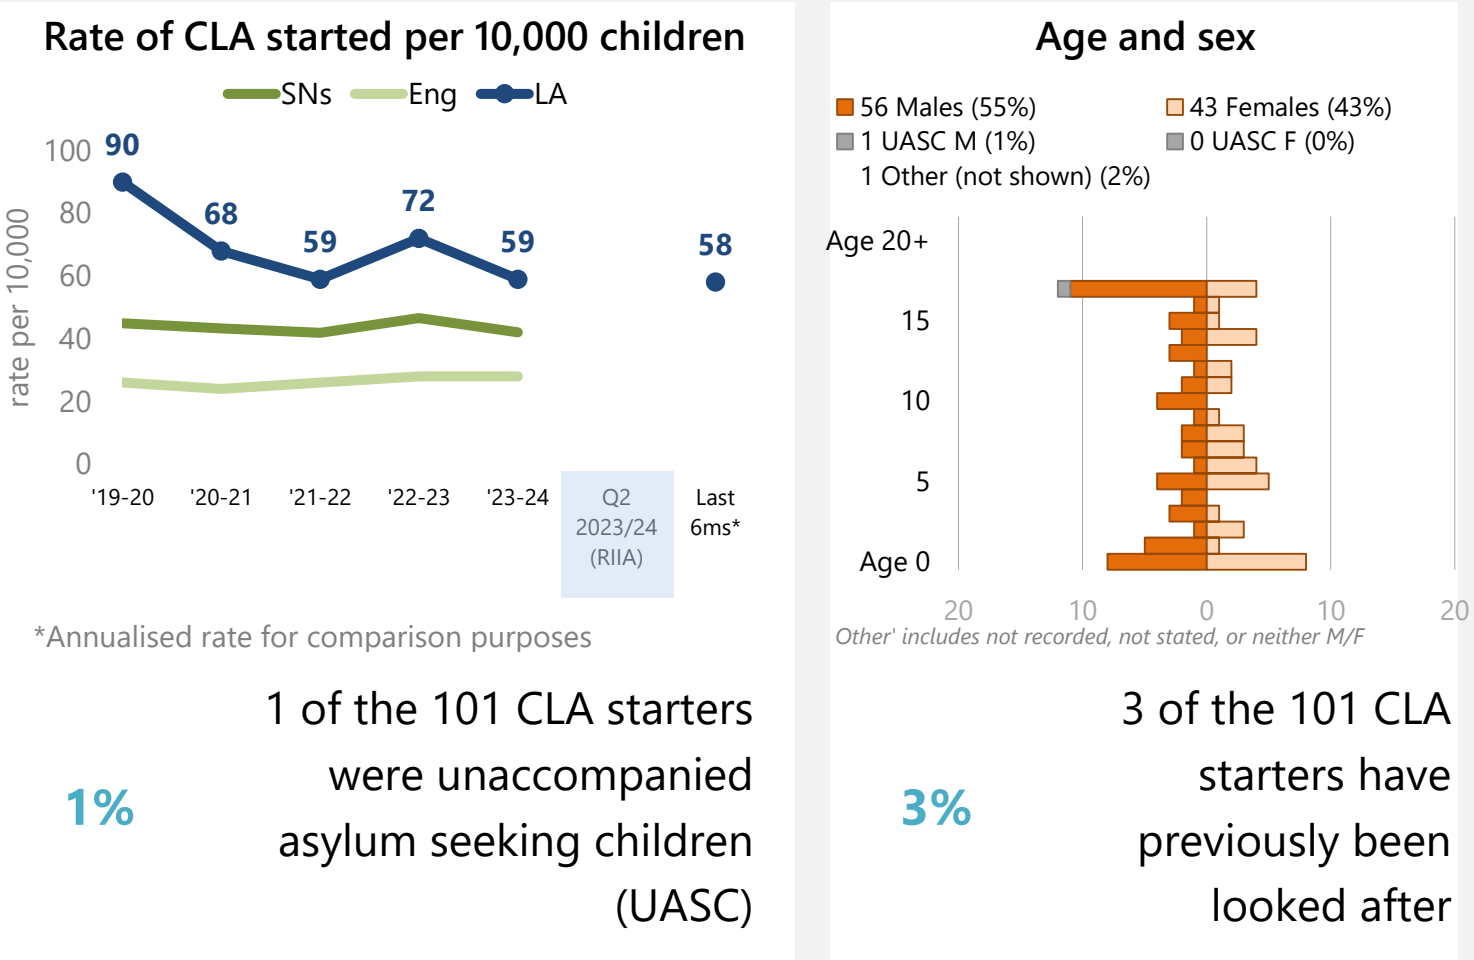 Rate of CLA started per 10,000 children
SNs Eng LA
rate per 10,000
100
80
60
40
20
0
90
68
59
72
59
58
'19-20 '20-21 '21-22 '22-23 '23-24 Q2 Last
2023/24 6ms*
(RIIA)
*Annualised rate for comparison purposes
1%
1 of the 101 CLA starters
were unaccompanied
asylum seeking children
(UASC)
Age and sex
56 Males (55%) 43 Females (43%)
1 UASC M (1%) 0 UASC F (0%)
1 Other (not shown) (2%)
Age 20+
15
10
5
Age 0
20 10 0 10 20
Other' includes not recorded, not stated, or neither M/F
3%
3 of the 101 CLA
starters have
previously been
looked after